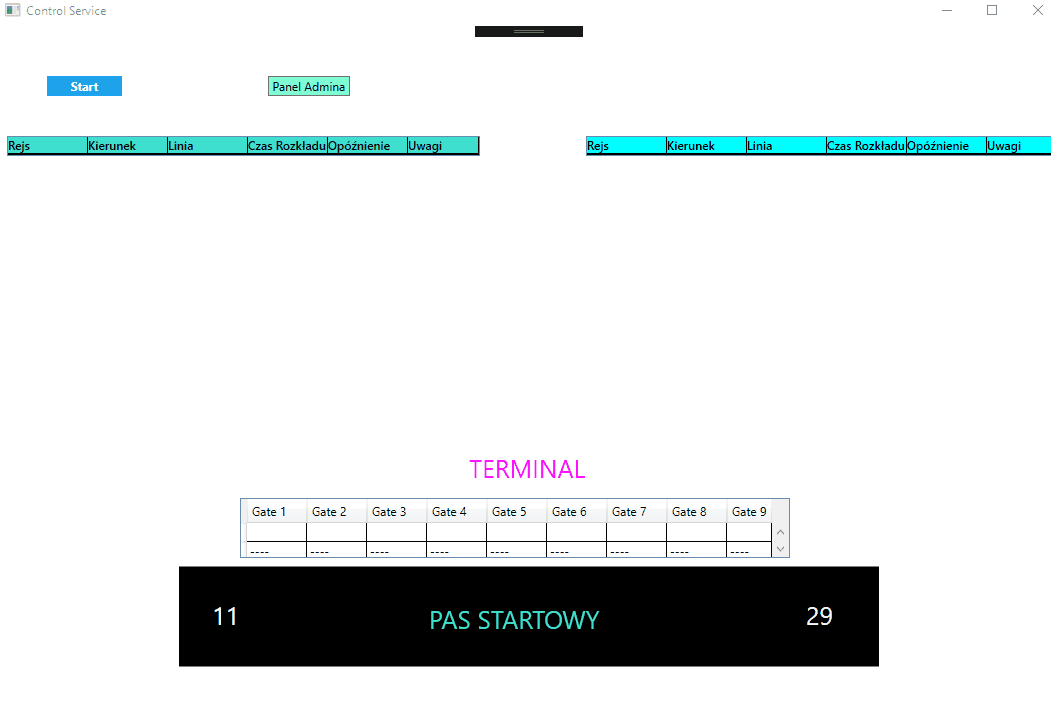 Control Service
Start Panel Admina
Rejs Kierunek Linia Czas Rozkładu Opóźnienie Uwagi Rejs Kierunek Linia Czas Rozkładu Opóźnienie Uwagi
TERMINAL
Gate 1 Gate 2 Gate 3 Gate 4 Gate 5 Gate 6 Gate 7 Gate 8 Gate 9
---- ---- ---- ---- ---- ---- ---- ---- ----
11 PAS STARTOWY 29